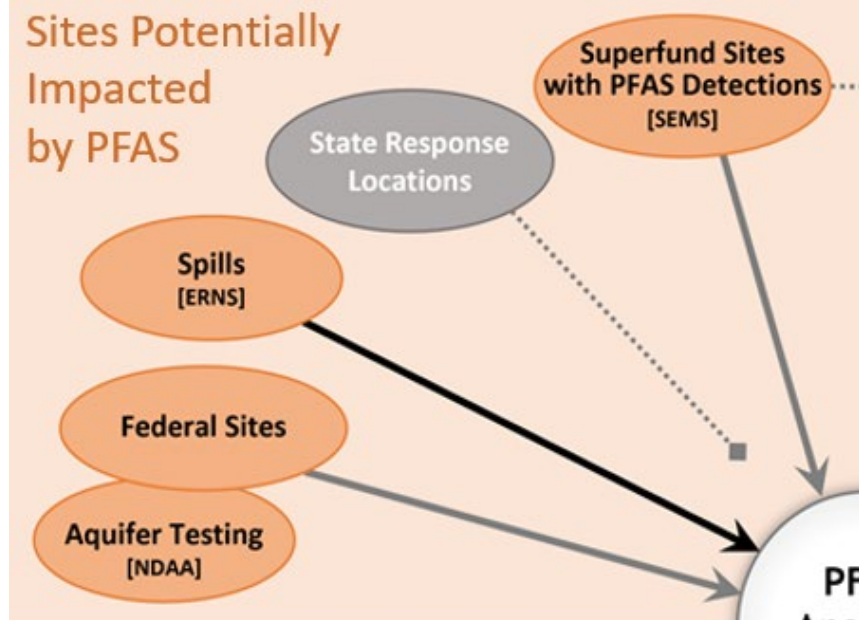 Sites Potentially
Impacted
by PFAS
Superfund Sites
with PFAS Detections
[SEMS]
State Response
Locations
Spills
[ERNS]
Federal Sites
Aquifer Testing
[NDAA]